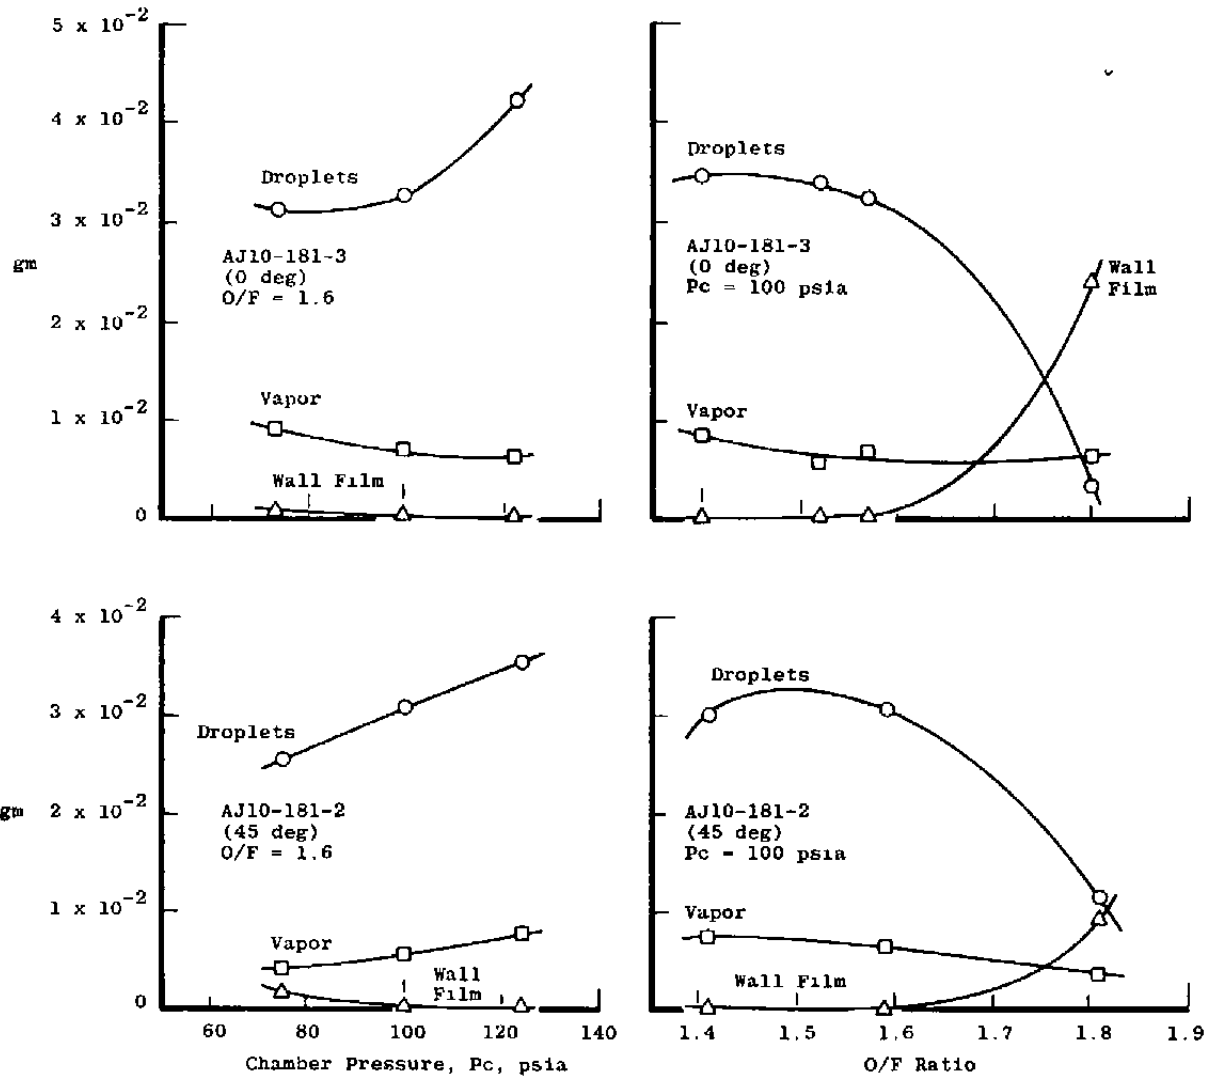 5 x 10-2
4 x 10-2
3 x 10-2
gm
2 x 10-2
1 x 10-2
0
Droplets
AJ10-181-3
(0 deg)
O/F = 1.6
Vapor
Wall Film
Droplets
AJ10-181-3
(0 deg)
Pc = 100 psia
Wall
Film
Vapor
4 x 10-2
3 x 10-2
gm 2 x 10-2
1 x 10-2
0
Droplets
AJ10-181-2
(45 deg)
O/F = 1.6
Vapor
Wall
Film
60 80 100 120 140
Chamber Pressure, Pc, psia
Droplets
AJ10-181-2
(45 deg)
Pc - 100 psia
Vapor
Wall Film
1.4 1.5 1.6 1.7 1.8 1.9
O/F Ratio